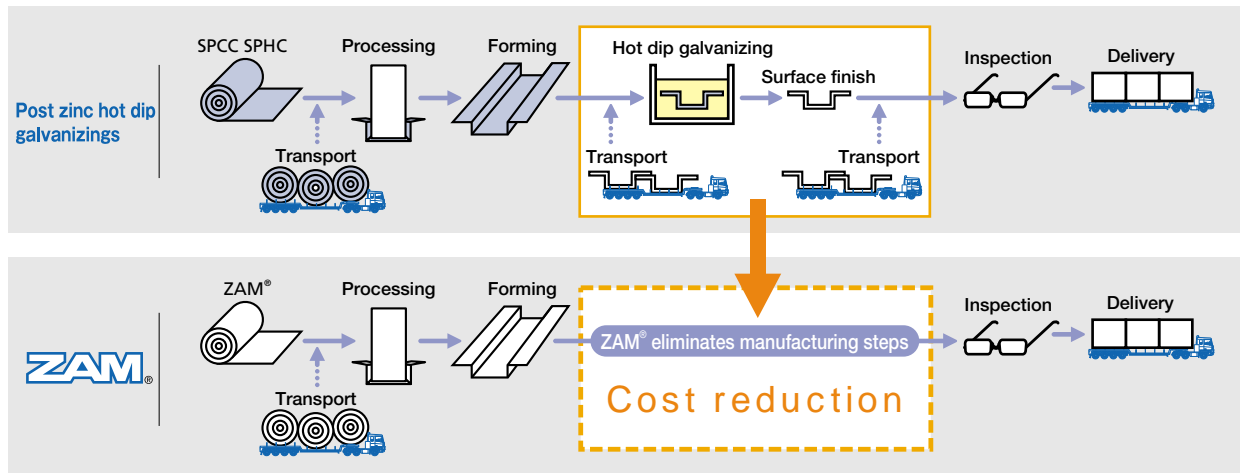 SPCC SPHC
Processing
Forming
Hot dip galvanizing
Surface finish
Inspection
Delivery
Post zinc hot dip
galvanizings
Transport
Transport
Transport
ZAM®
Processing
Forming
Inspection
Delivery
ZAM®
ZAM® eliminates manufacturing steps
Cost reduction
Transport